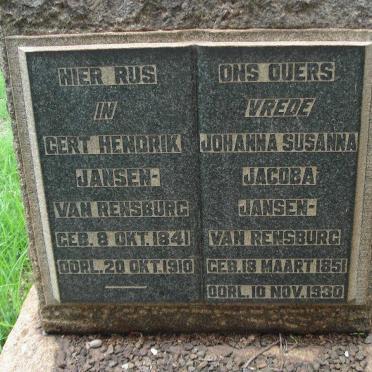 HIER RUS
IN
GERT HENDRIK
JANSEN-
VAN RENSBURG
GEB. 8 OKT. 1841
OORL. 20 OKT. 1910
ONS OUERS
VREDE
JOHANNA SUSANNA
JACOBA
JANSEN-
VAN RENSBURG
GEB. 18 MAART 1851
OORL. 10 NOV. 1930